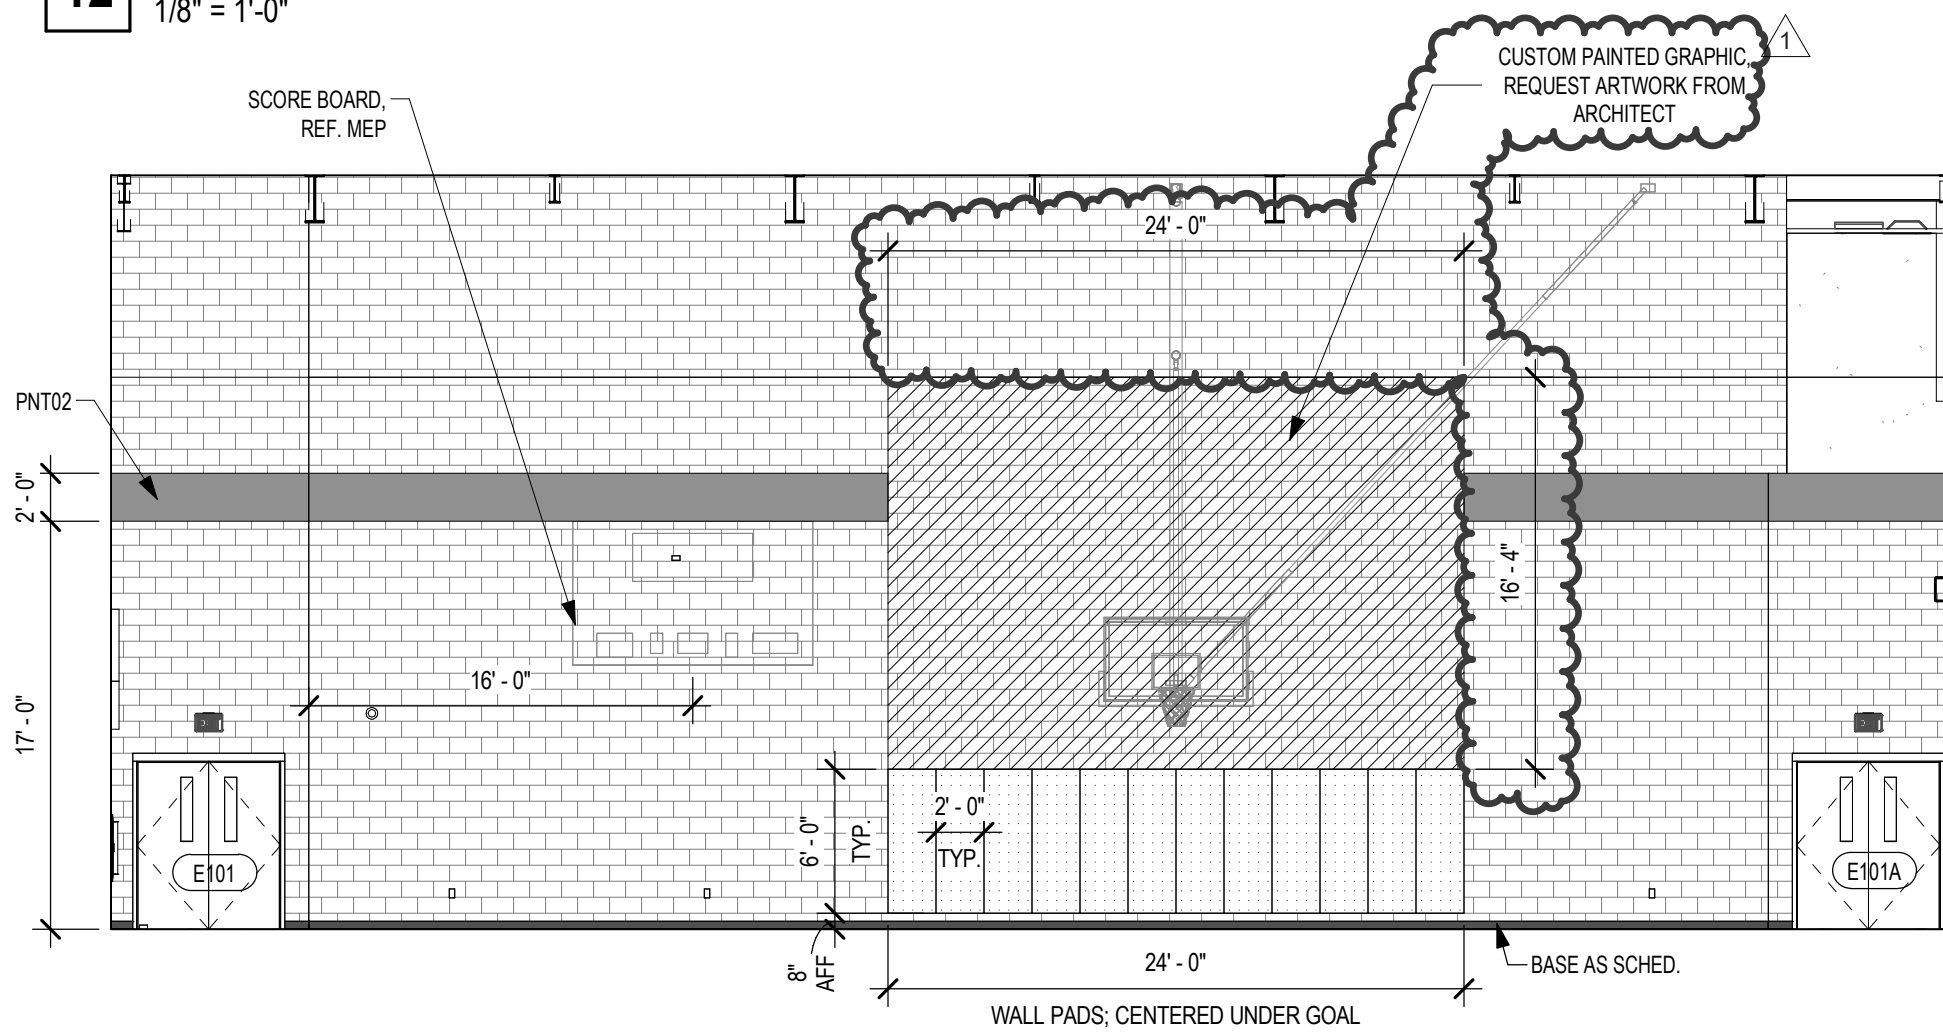 12
1/8" = 1'-0"
1
CUSTOM PAINTED GRAPHIC,
REQUEST ARTWORK FROM
ARCHITECT
SCORE BOARD,
REF. MEP
24' - 0"
PNT02
2' - 0"
16' - 4"
16' - 0"
17' - 0"
6' - 0"
TYP.
2' - 0"
TYP.
E101
E101A
8"
AFF
24' - 0"
BASE AS SCHED.
WALL PADS; CENTERED UNDER GOAL